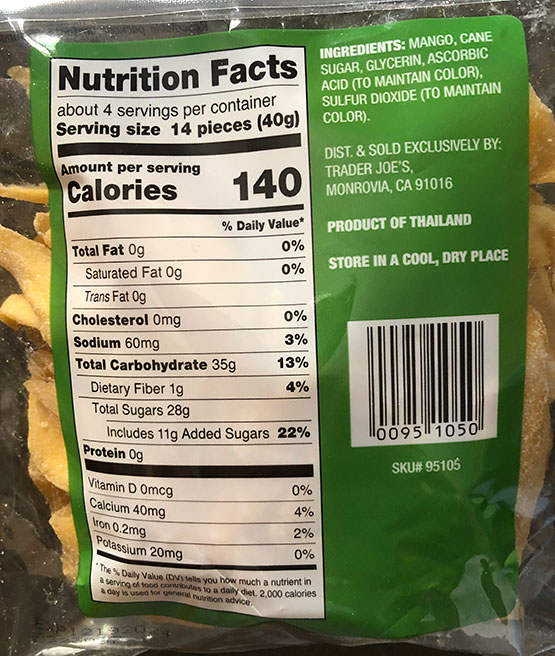 Nutrition Facts
about 4 servings per container
Serving size 14 pieces (40g)
Amount per serving
Calories 140
% Daily Value*
Total Fat 0g 0%
Saturated Fat 0g 0%
Trans Fat 0g
Cholesterol 0mg 0%
Sodium 60mg 3%
Total Carbohydrate 35g 13%
Dietary Fiber 1g 4%
Total Sugars 28g
Includes 11g Added Sugars 22%
Protein 0g
Vitamin D 0mcg 0%
Calcium 40mg 4%
Iron 0.2mg 2%
Potassium 20mg 0%
*The % Daily Value (DV) tells you how much a nutrient in
a serving of food contributes to a daily diet. 2,000 calories
a day is used for general nutrition advice.
INGREDIENTS: MANGO, CANE
SUGAR, GLYCERIN, ASCORBIC
ACID (TO MAINTAIN COLOR),
SULFUR DIOXIDE (TO MAINTAIN
COLOR).
DIST. & SOLD EXCLUSIVELY BY:
TRADER JOE'S,
MONROVIA, CA 91016
PRODUCT OF THAILAND
STORE IN A COOL, DRY PLACE
0095 1050
SKU# 95105